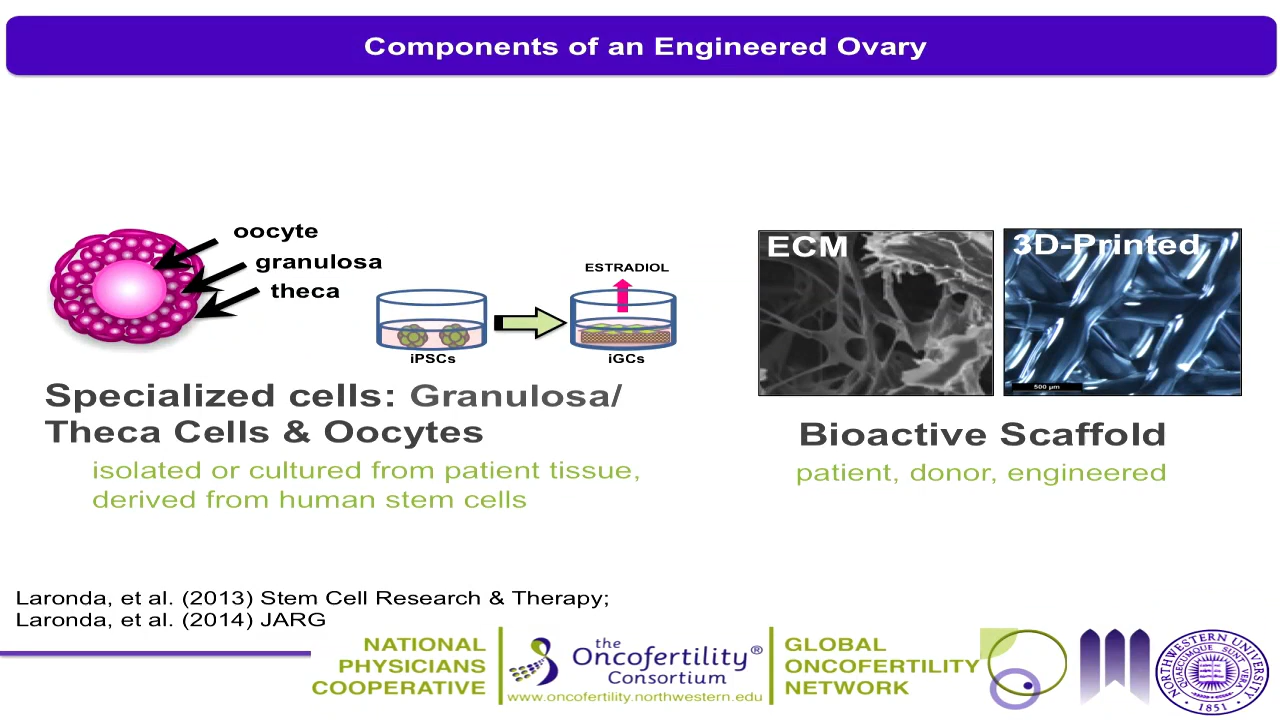 Components of an Engineered Ovary
oocyte
granulosa
theca
ESTRADIOL
iPSCs
iGCs
ECM
3D-Printed
500 µm
Specialized cells: Granulosa/
Theca Cells & Oocytes
isolated or cultured from patient tissue,
derived from human stem cells
Bioactive Scaffold
patient, donor, engineered
Laronda, et al. (2013) Stem Cell Research & Therapy;
Laronda, et al. (2014) JARG
NATIONAL
PHYSICIANS
COOPERATIVE
the
Oncofertility®
Consortium
www.oncofertility.northwestern.edu
GLOBAL
ONCOFERTILITY
NETWORK
NORTHWESTERN UNIVERSITY
QUAECUMQUE SUNT VERA
1851